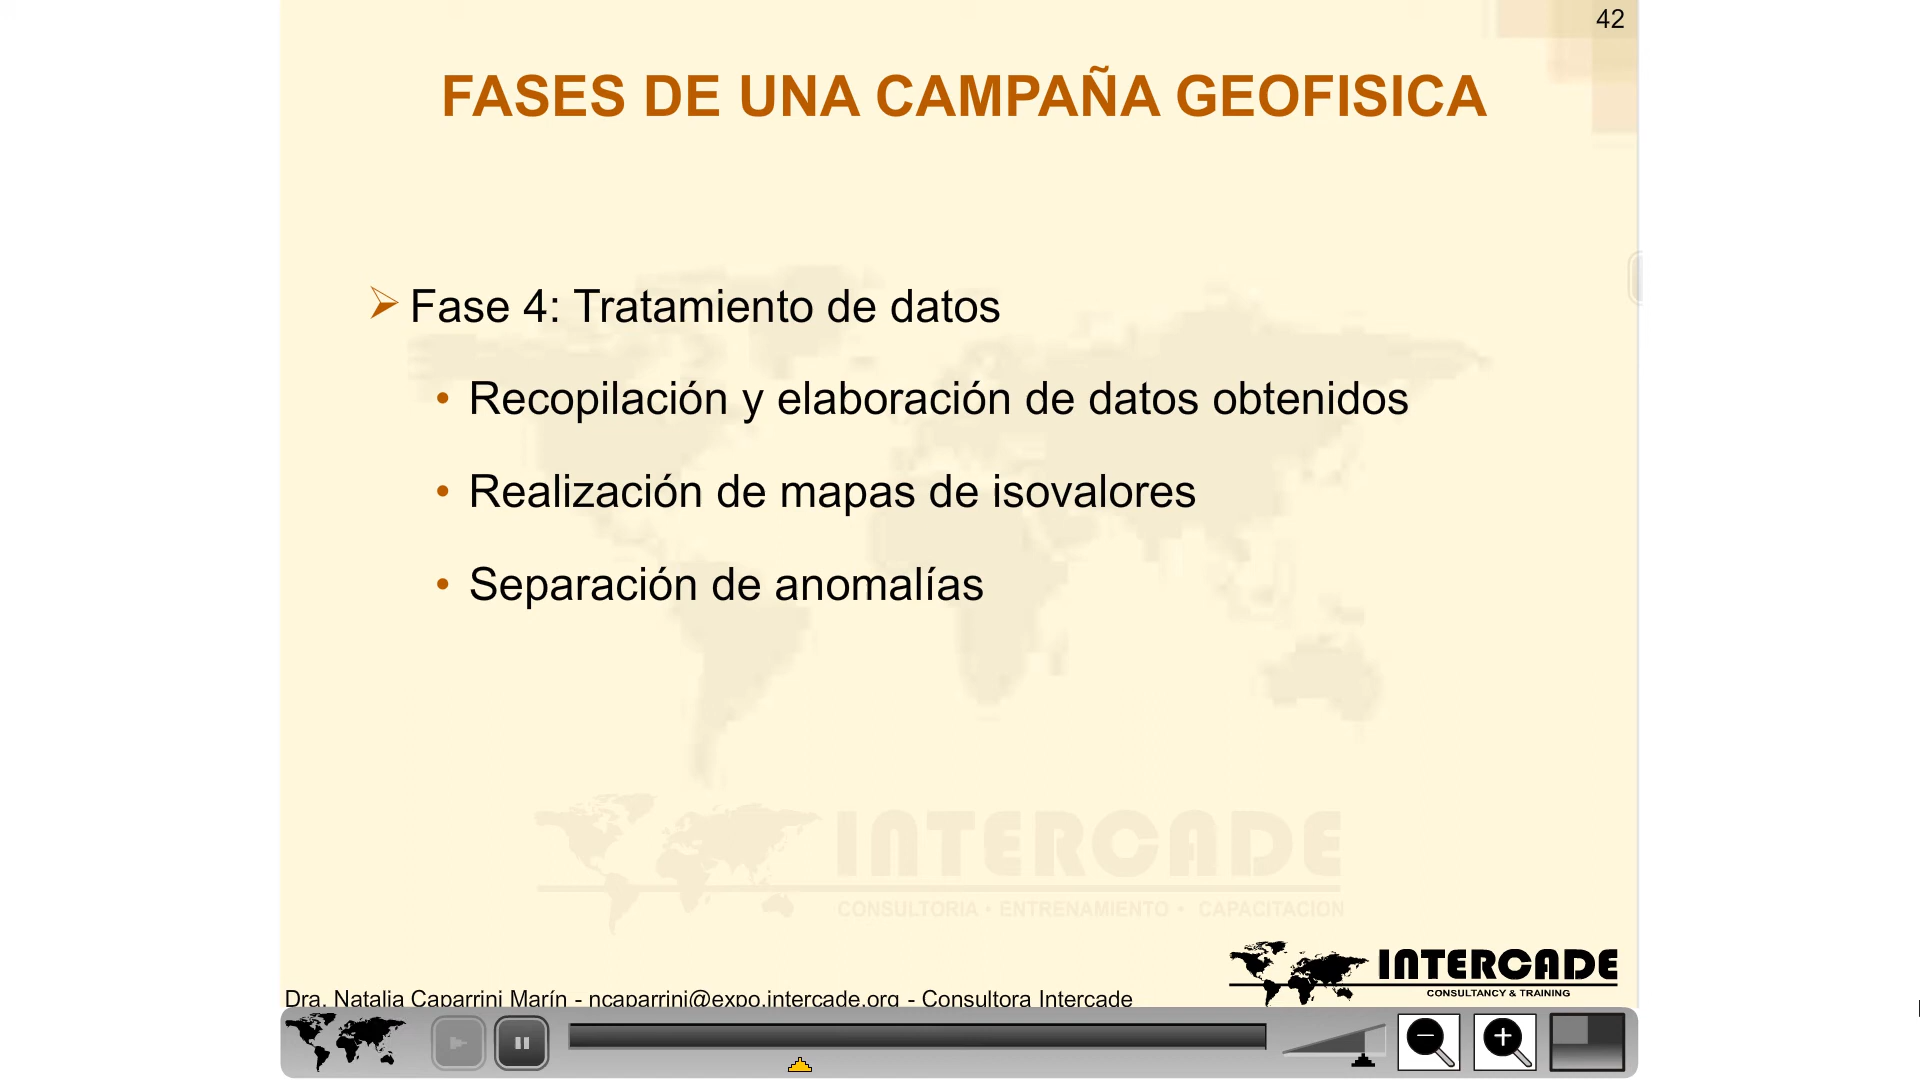 42
FASES DE UNA CAMPAÑA GEOFISICA
Fase 4: Tratamiento de datos
• Recopilación y elaboración de datos obtenidos
• Realización de mapas de isovalores
• Separación de anomalías
INTERCADE
CONSULTORIA • ENTRENAMIENTO • CAPACITACION
INTERCADE
CONSULTANCY & TRAINING
Dra. Natalia Caparrini Marín - ncaparrini@expo.intercade.org - Consultora Intercade